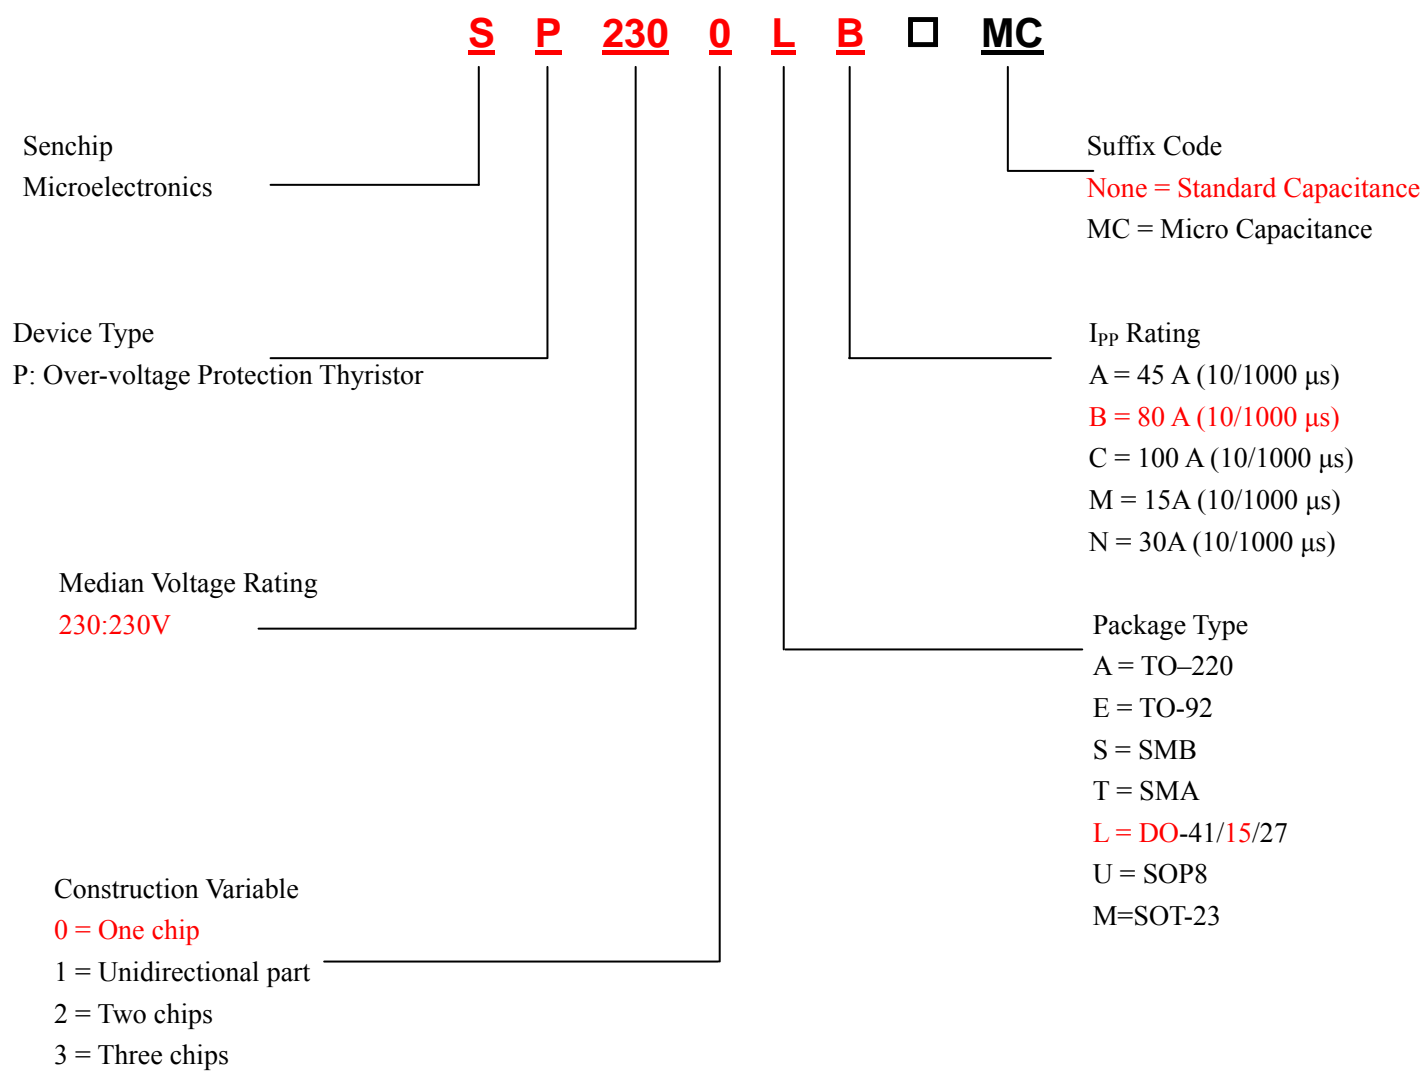 S P 230 0 L B □ MC
Senchip
Microelectronics
Suffix Code
None = Standard Capacitance
MC = Micro Capacitance
Device Type
P: Over-voltage Protection Thyristor
IPP Rating
A = 45 A (10/1000 μs)
B = 80 A (10/1000 μs)
C = 100 A (10/1000 μs)
M = 15A (10/1000 μs)
N = 30A (10/1000 μs)
Median Voltage Rating
230:230V
Package Type
A = TO–220
E = TO-92
S = SMB
T = SMA
L = DO-41/15/27
U = SOP8
M=SOT-23
Construction Variable
0 = One chip
1 = Unidirectional part
2 = Two chips
3 = Three chips